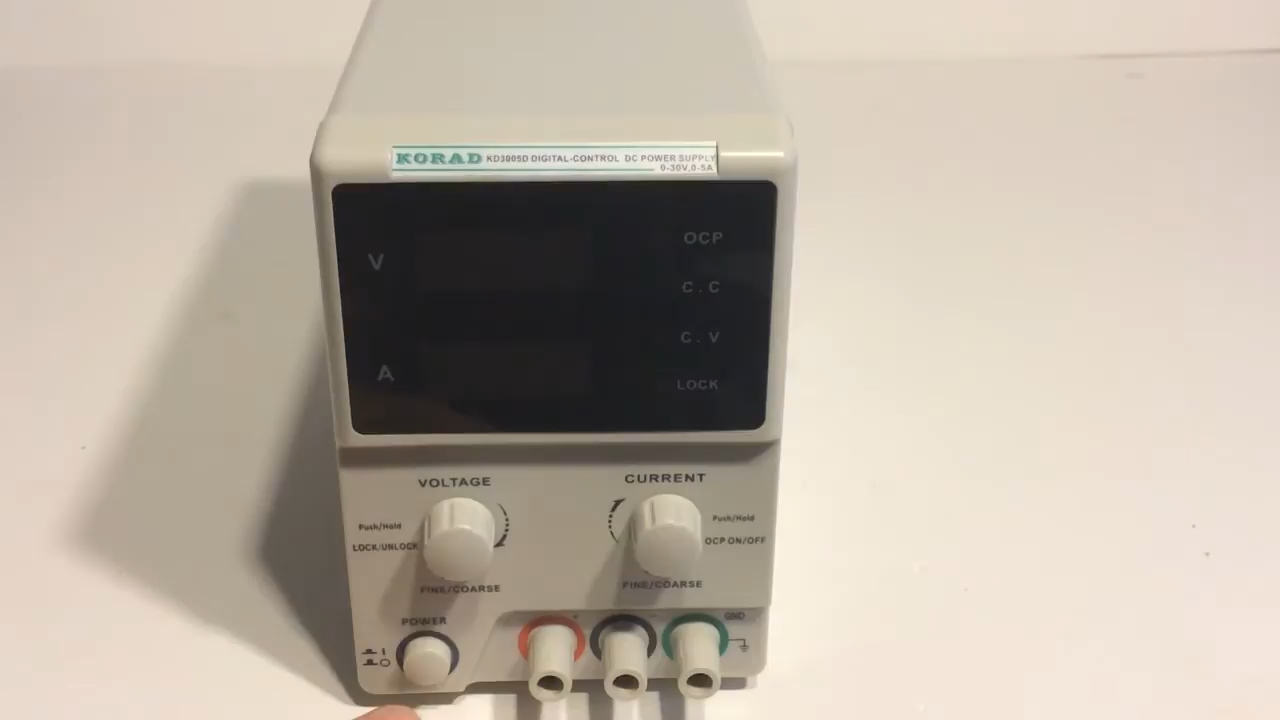 KORAD KD3005D DIGITAL-CONTROL DC POWER SUPPLY
0-30V,0-5A
V
OCP
C.C
C.V
A
LOCK
VOLTAGE
CURRENT
Push/Hold
LOCK/UNLOCK
Push/Hold
OCP ON/OFF
FINE/COARSE
FINE/COARSE
POWER
+
-
GND